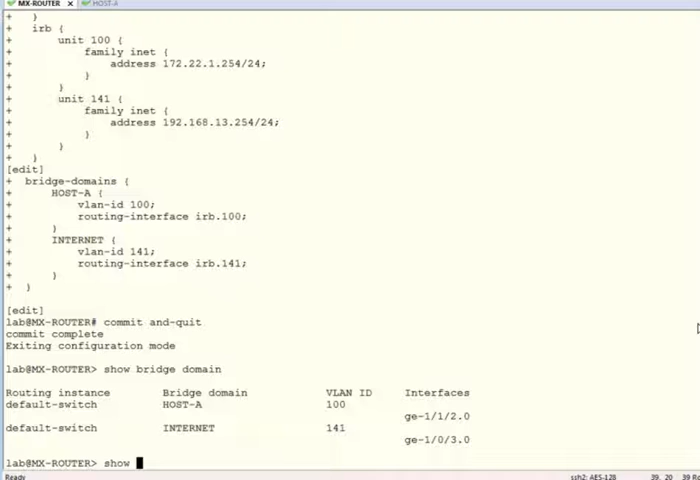 MX-ROUTER × HOST-A
+ }
+ irb {
+ unit 100 {
+ family inet {
+ address 172.22.1.254/24;
+ }
+ }
+ unit 141 {
+ family inet {
+ address 192.168.13.254/24;
+ }
+ }
+ }
[edit]
+ bridge-domains {
+ HOST-A {
+ vlan-id 100;
+ routing-interface irb.100;
+ }
+ INTERNET {
+ vlan-id 141;
+ routing-interface irb.141;
+ }
+ }
[edit]
lab@MX-ROUTER# commit and-quit
commit complete
Exiting configuration mode
lab@MX-ROUTER> show bridge domain
Routing instance Bridge domain VLAN ID Interfaces
default-switch HOST-A 100
ge-1/1/2.0
default-switch INTERNET 141
ge-1/0/3.0
lab@MX-ROUTER> show
Ready ssh2: AES-128 39, 20 39 R